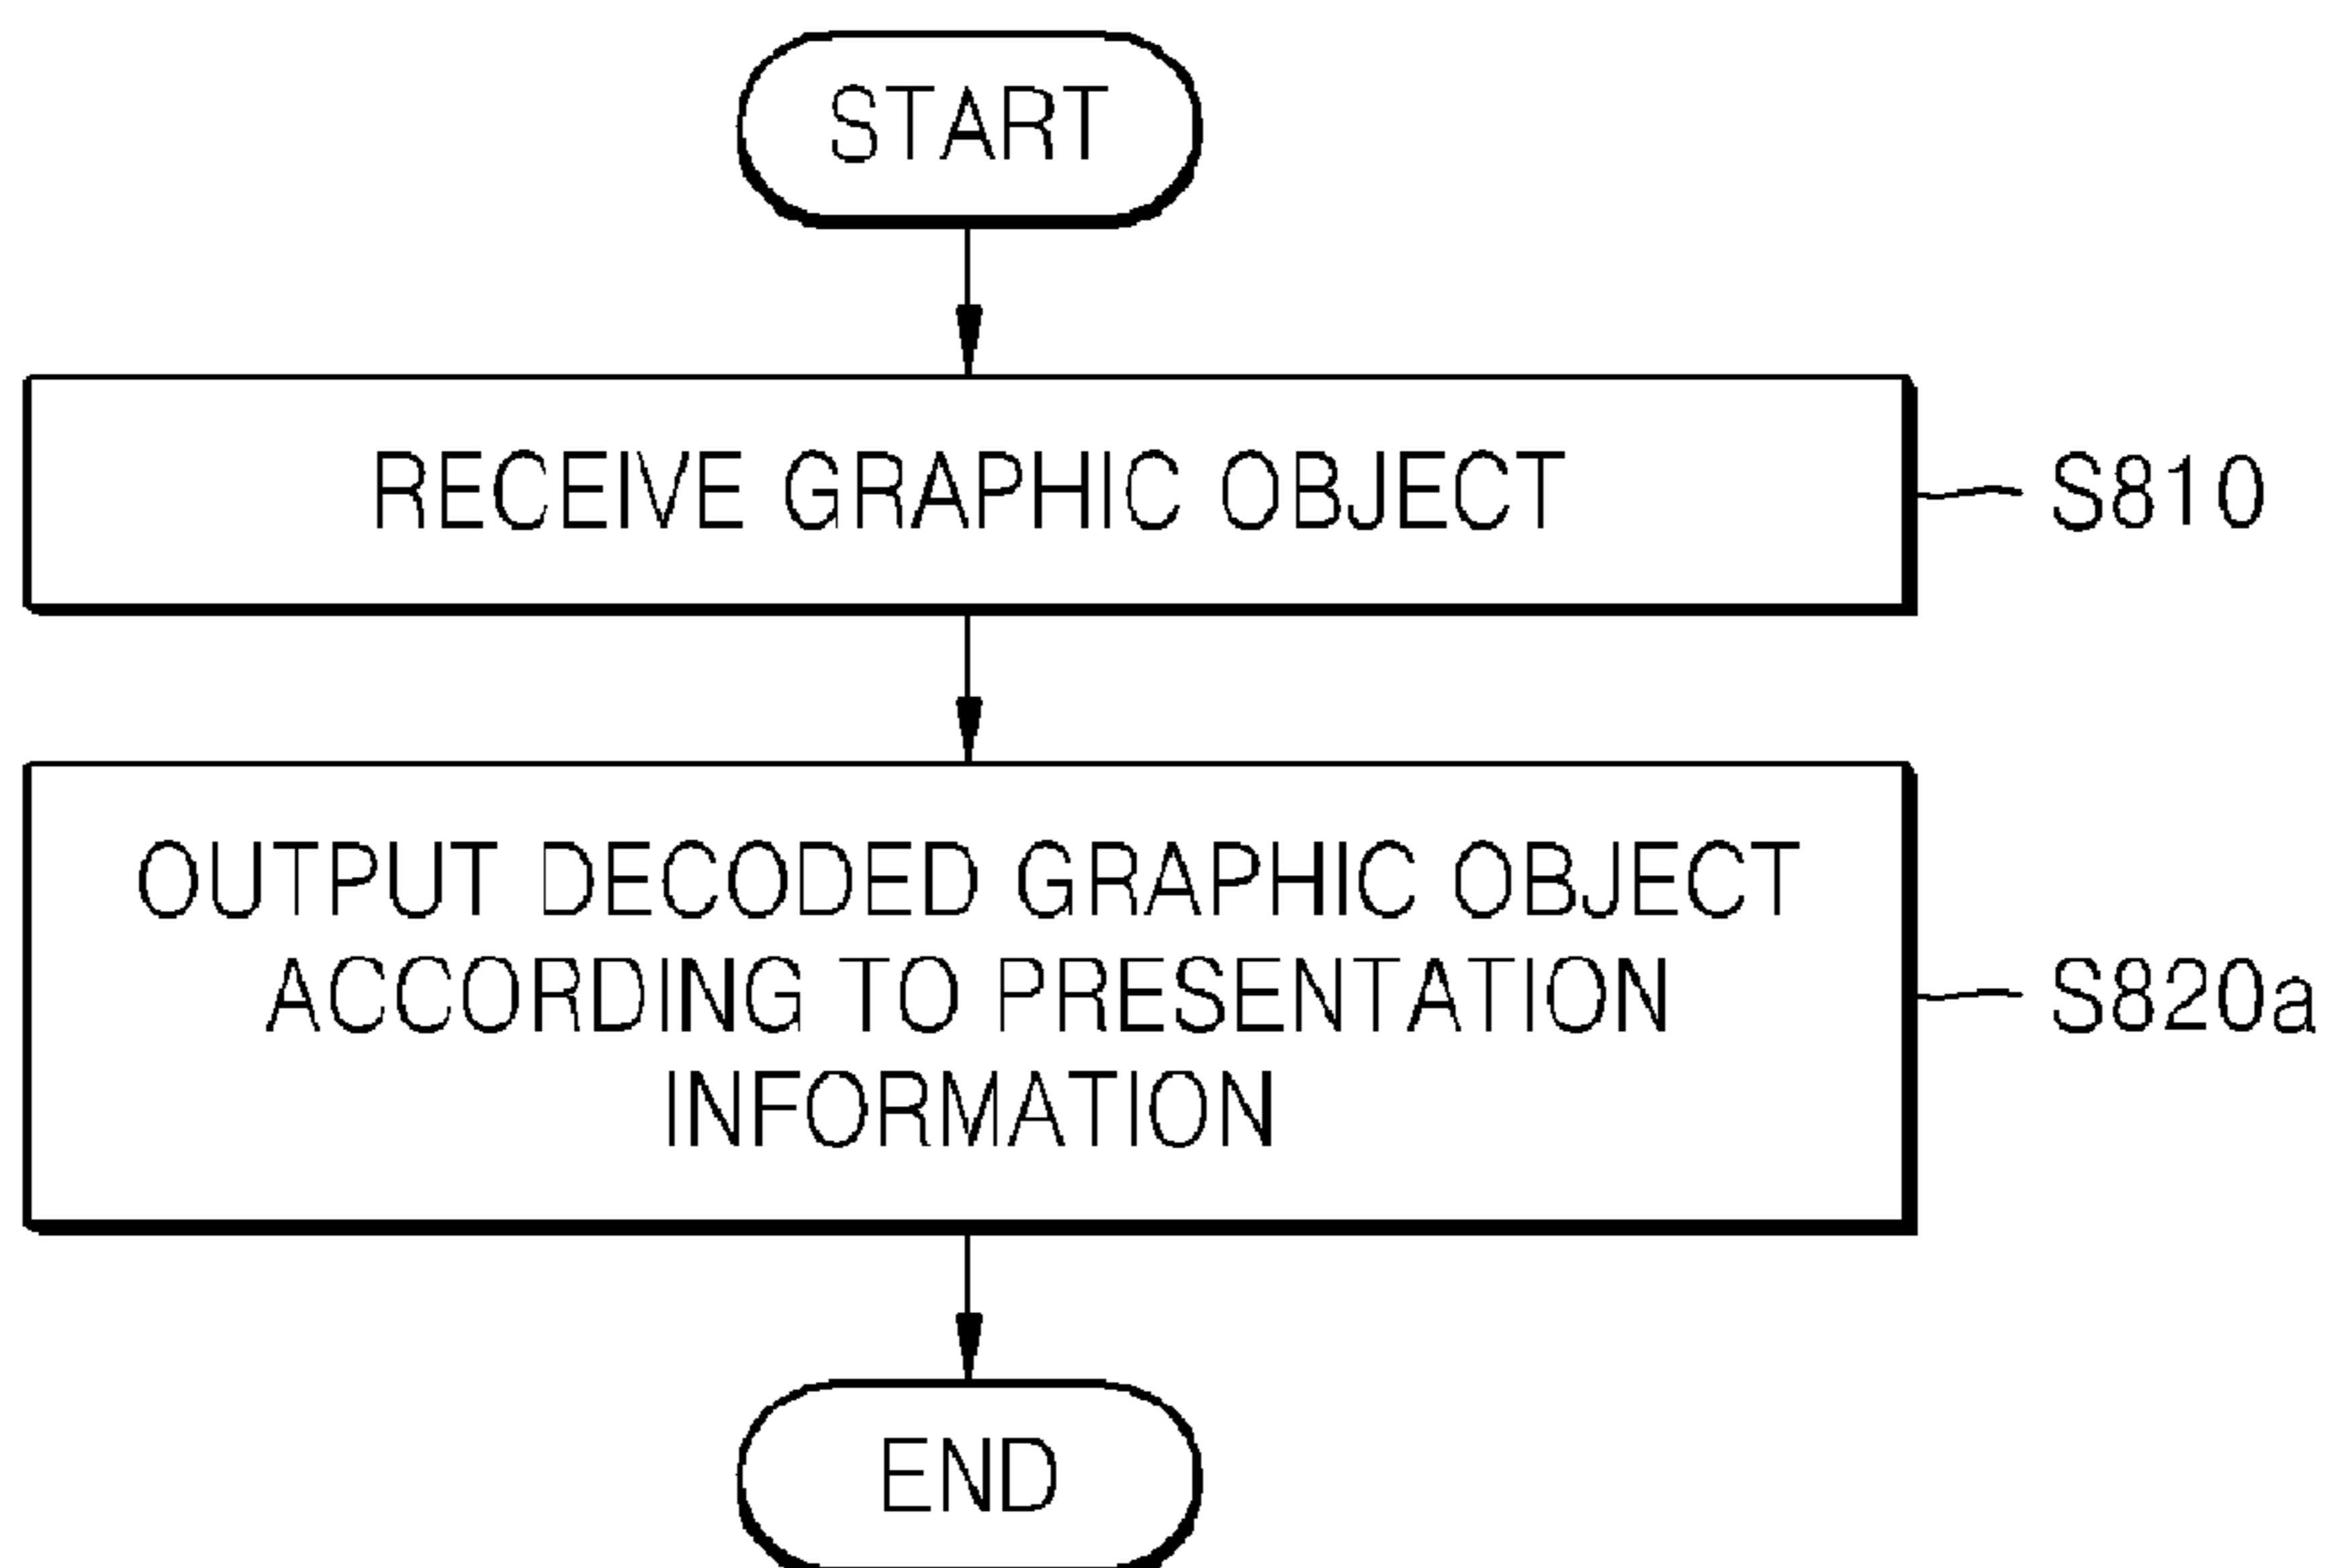 START
RECEIVE GRAPHIC OBJECT
S810
OUTPUT DECODED GRAPHIC OBJECT
ACCORDING TO PRESENTATION
INFORMATION
S820a
END